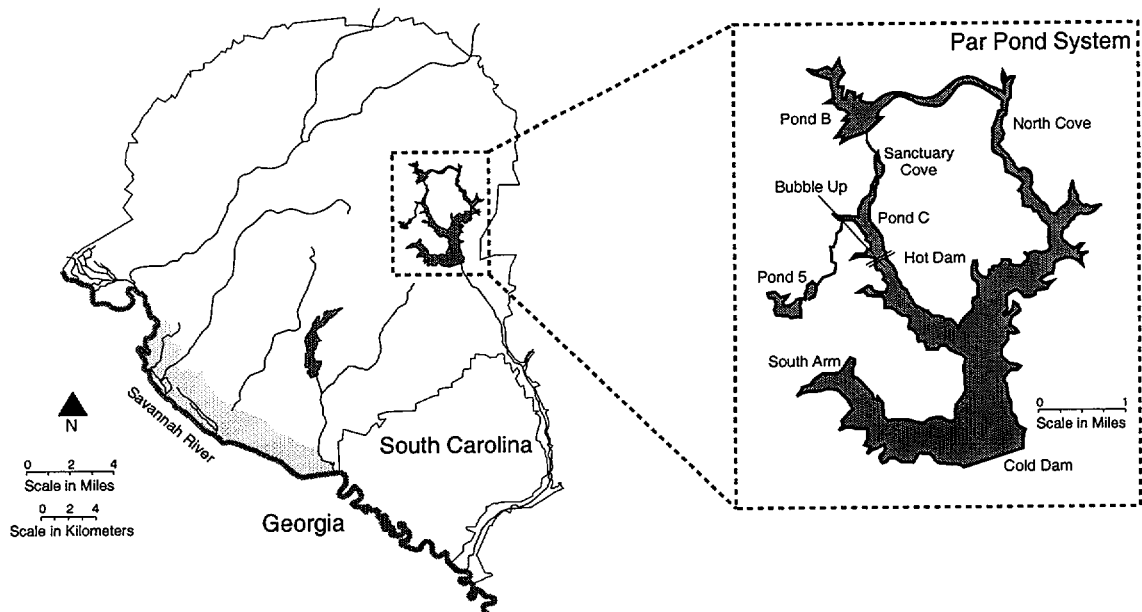 Par Pond System
Pond B
North Cove
Sanctuary
Cove
Bubble Up
Pond C
Hot Dam
Pond 5
South Arm
0 1
Scale in Miles
Cold Dam
Savannah River
N
0 2 4
Scale in Miles
0 2 4
Scale in Kilometers
South Carolina
Georgia